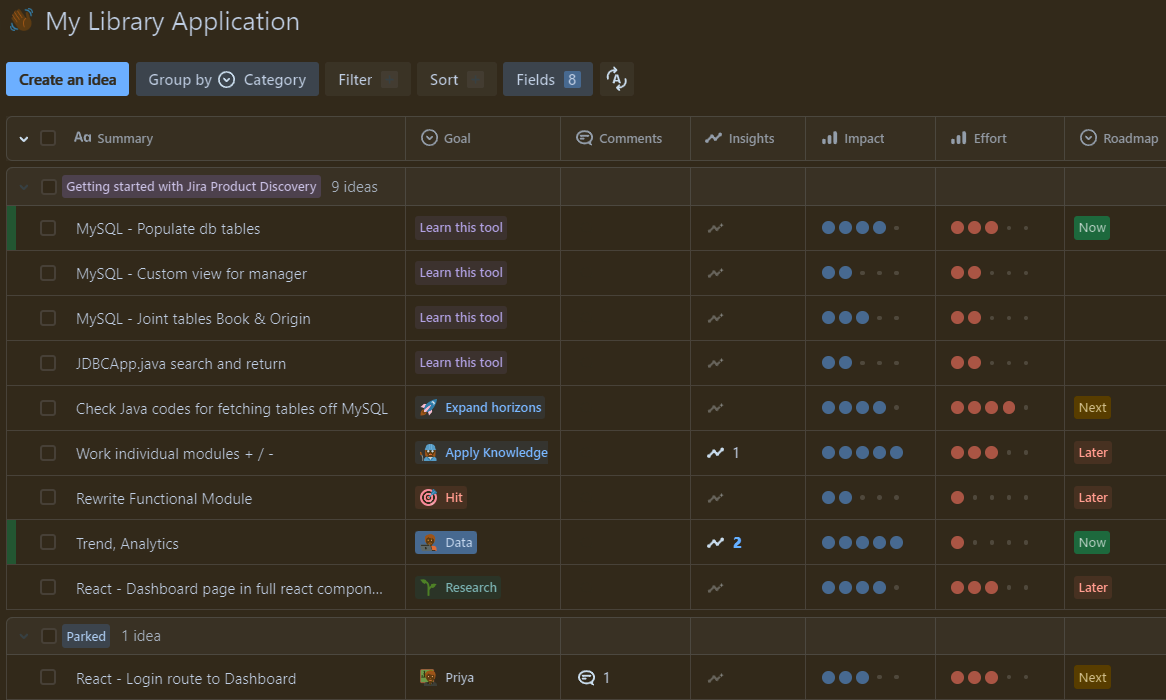 My Library Application
Create an idea Group by Category Filter Sort Fields 8 A
Aa Summary Goal Comments Insights Impact Effort Roadmap
Getting started with Jira Product Discovery 9 ideas
MySQL - Populate db tables Learn this tool Now
MySQL - Custom view for manager Learn this tool
MySQL - Joint tables Book & Origin Learn this tool
JDBCApp.java search and return Learn this tool
Check Java codes for fetching tables off MySQL Expand horizons Next
Work individual modules + / - Apply Knowledge 1 Later
Rewrite Functional Module Hit Later
Trend, Analytics Data 2 Now
React - Dashboard page in full react compon... Research Later
Parked 1 idea
React - Login route to Dashboard Priya 1 Next